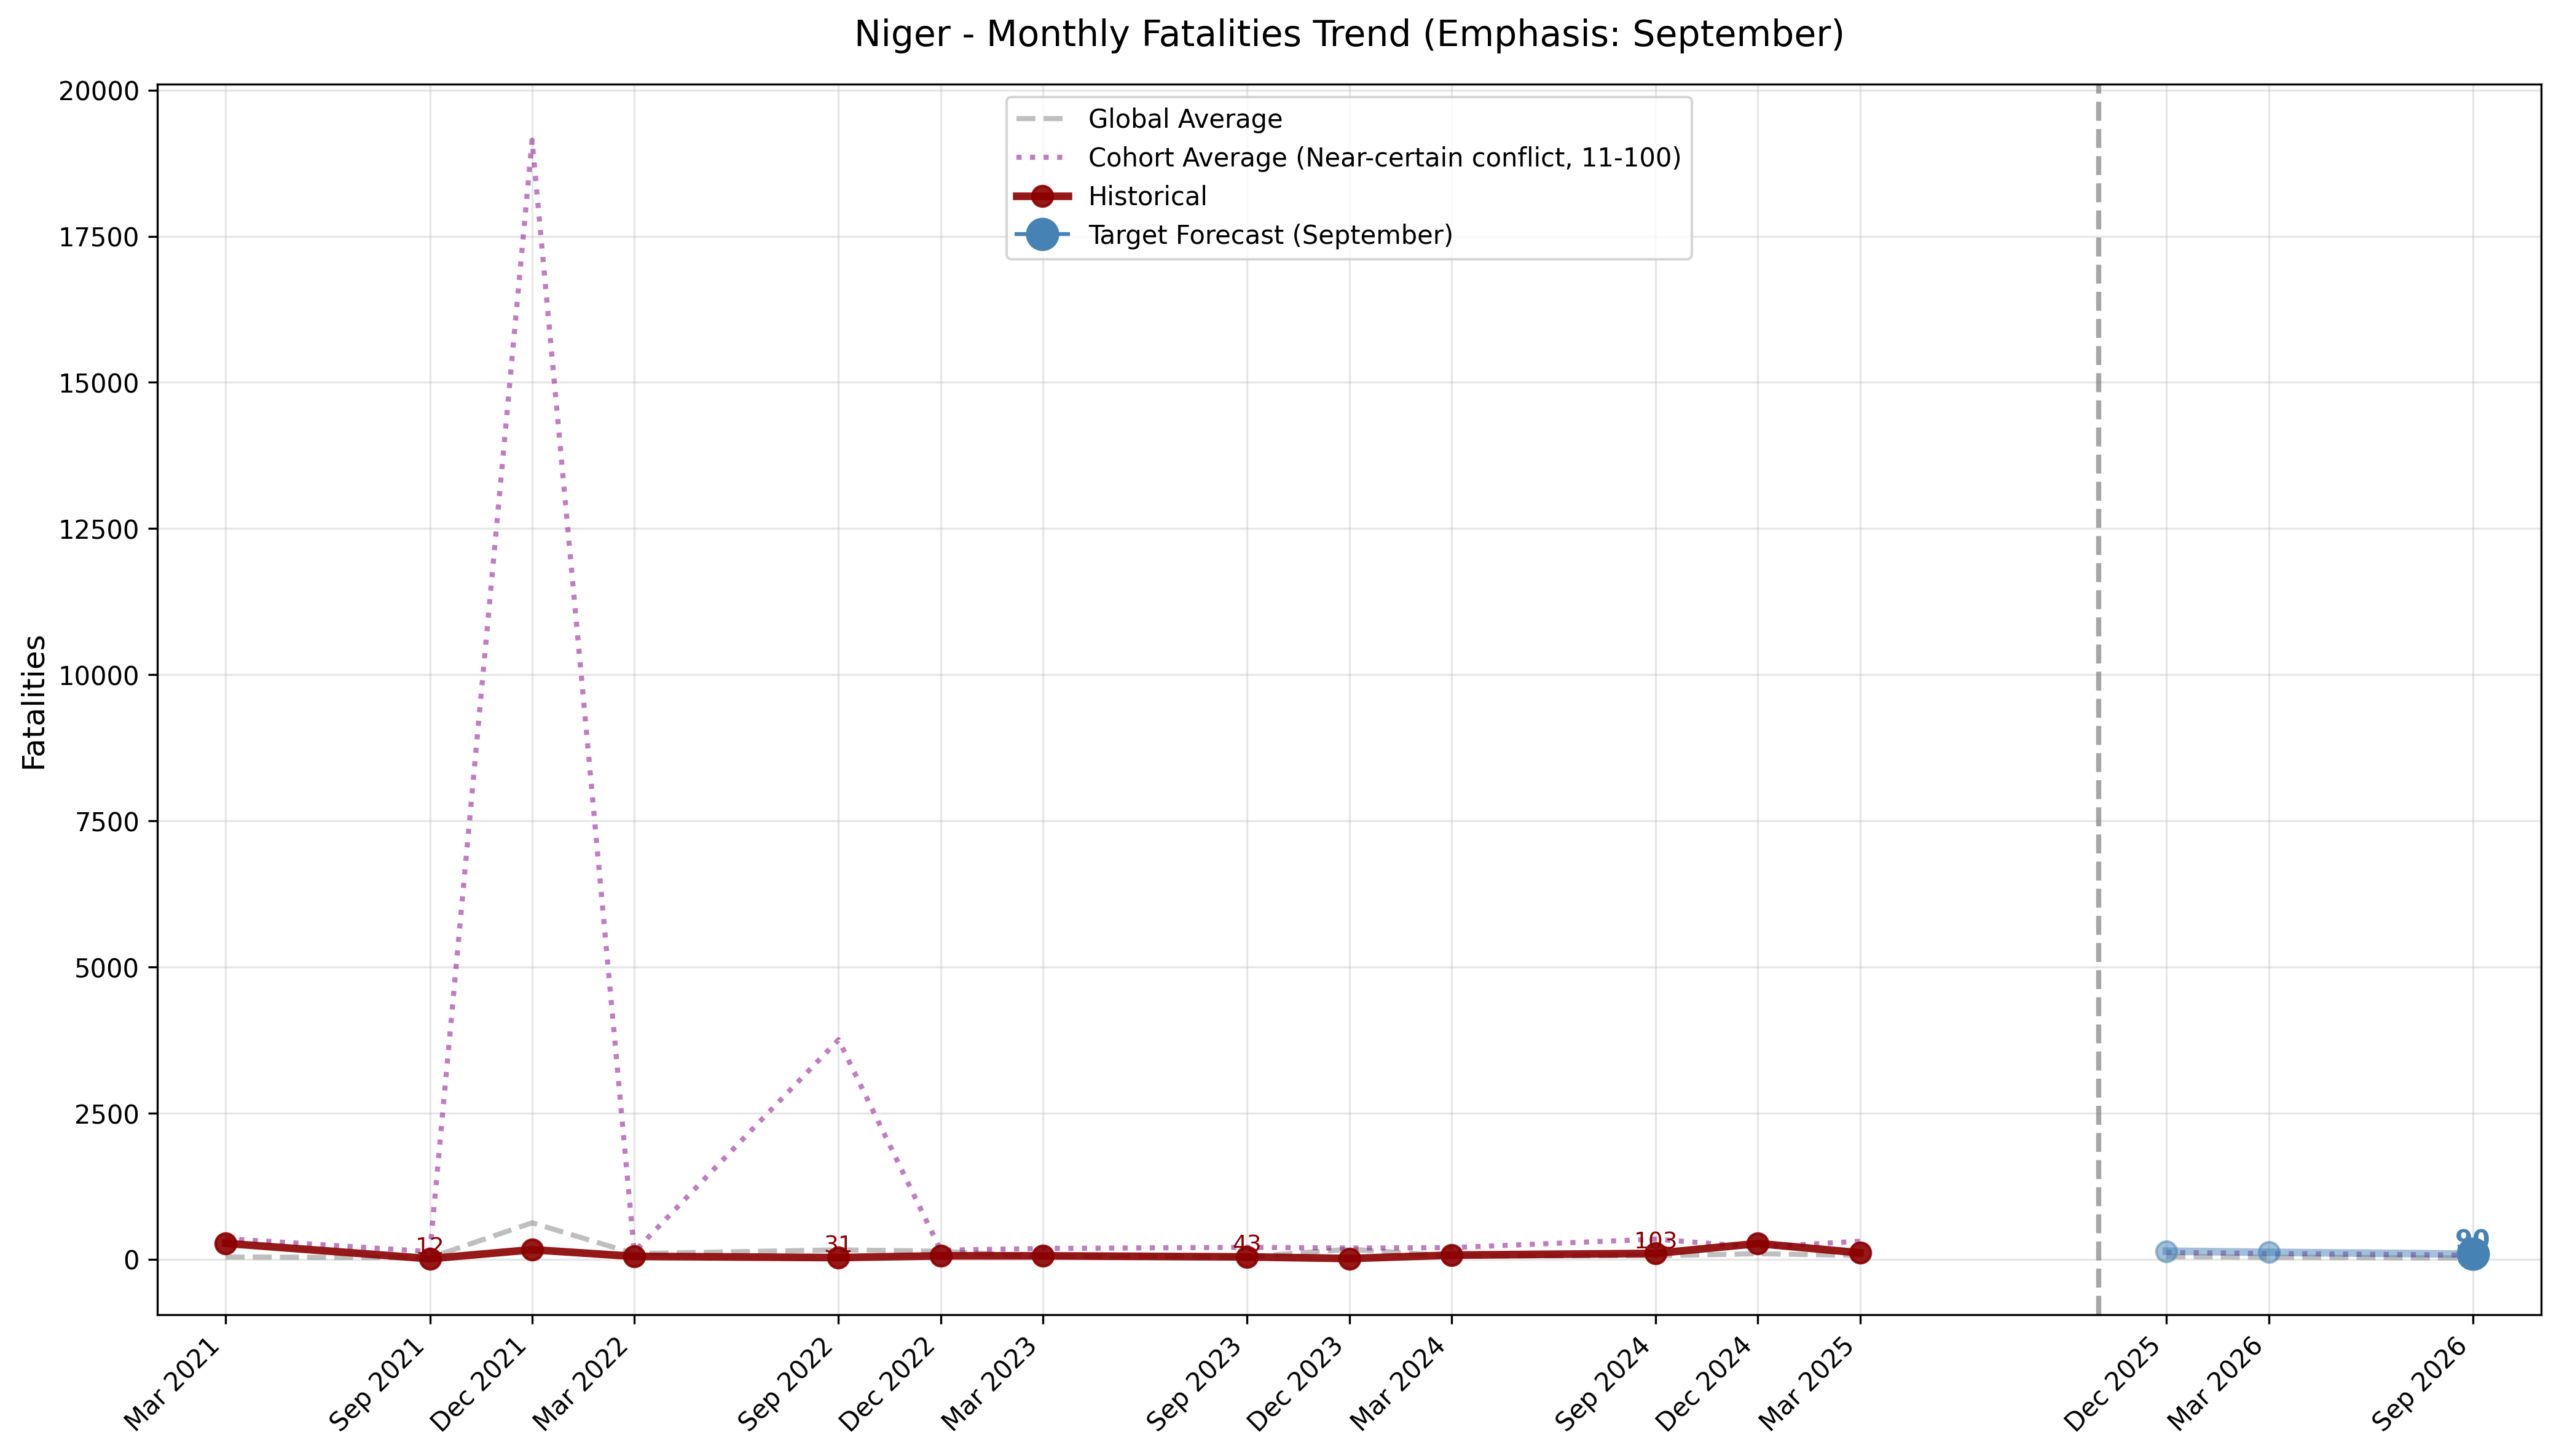 Niger - Monthly Fatalities Trend (Emphasis: September)
Fatalities
20000
17500
15000
12500
10000
7500
5000
2500
0
Global Average
Cohort Average (Near-certain conflict, 11-100)
Historical
Target Forecast (September)
12
31
43
103
Mar 2021
Sep 2021
Dec 2021
Mar 2022
Sep 2022
Dec 2022
Mar 2023
Sep 2023
Dec 2023
Mar 2024
Sep 2024
Dec 2024
Mar 2025
Dec 2025
Mar 2026
Sep 2026